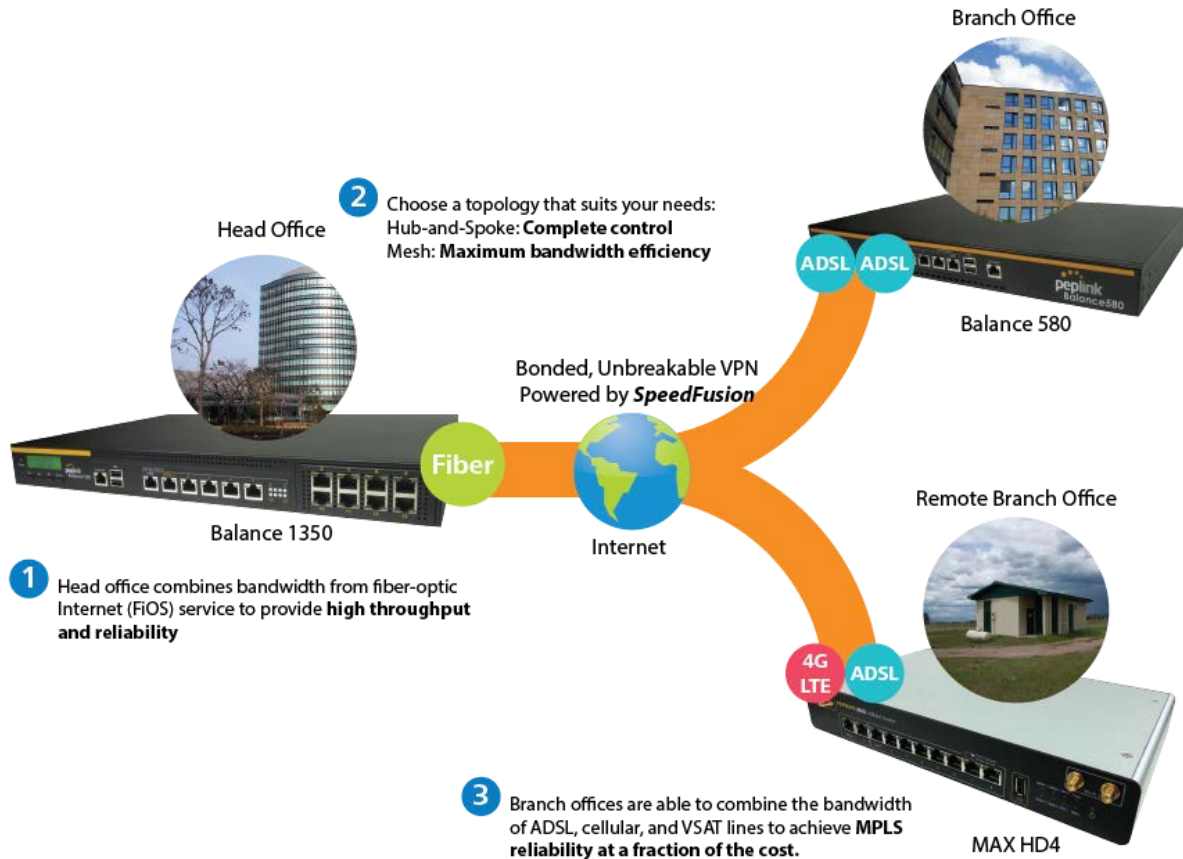 Branch Office
2
Choose a topology that suits your needs:
Hub-and-Spoke: Complete control
Mesh: Maximum bandwidth efficiency
Head Office
ADSL
ADSL
peplink
Balance580
Balance 580
Bonded, Unbreakable VPN
Powered by SpeedFusion
Fiber
Internet
Balance 1350
Remote Branch Office
1
Head office combines bandwidth from fiber-optic
Internet (FiOS) service to provide high throughput
and reliability
4G
LTE
ADSL
3
Branch offices are able to combine the bandwidth
of ADSL, cellular, and VSAT lines to achieve MPLS
reliability at a fraction of the cost.
MAX HD4